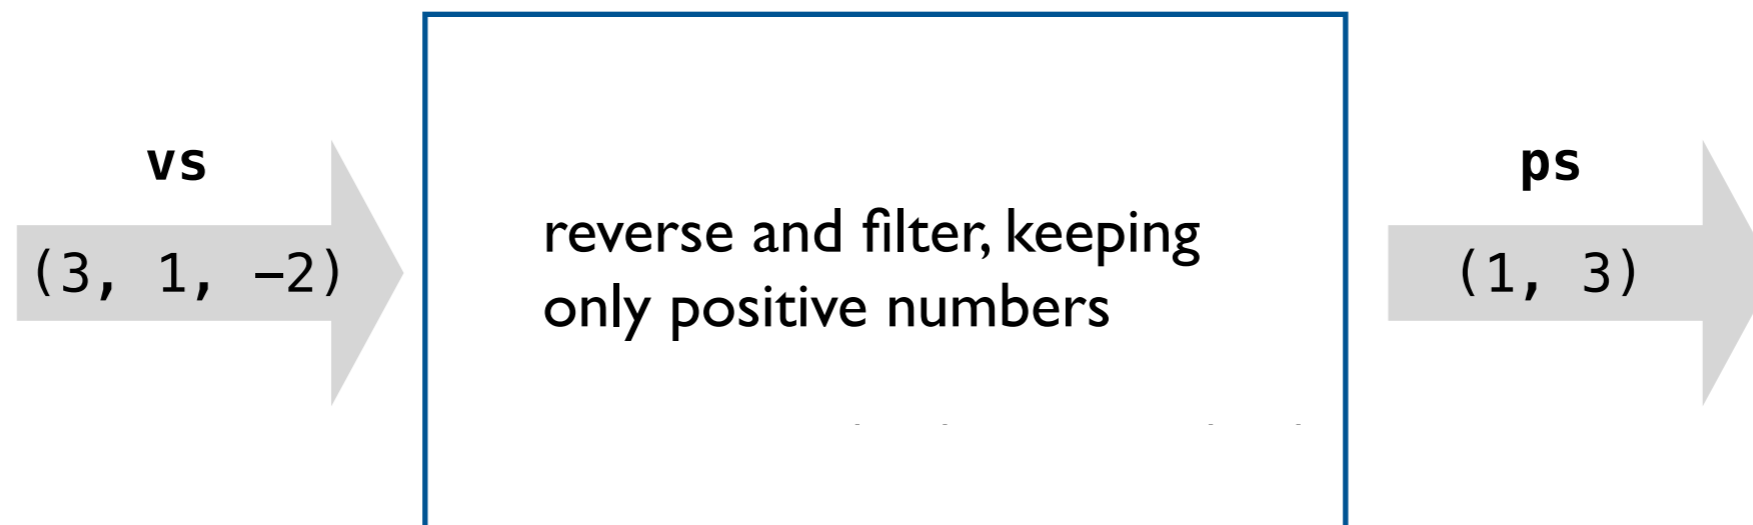 vs
(3, 1, −2)
reverse and filter, keeping
only positive numbers
ps
(1, 3)